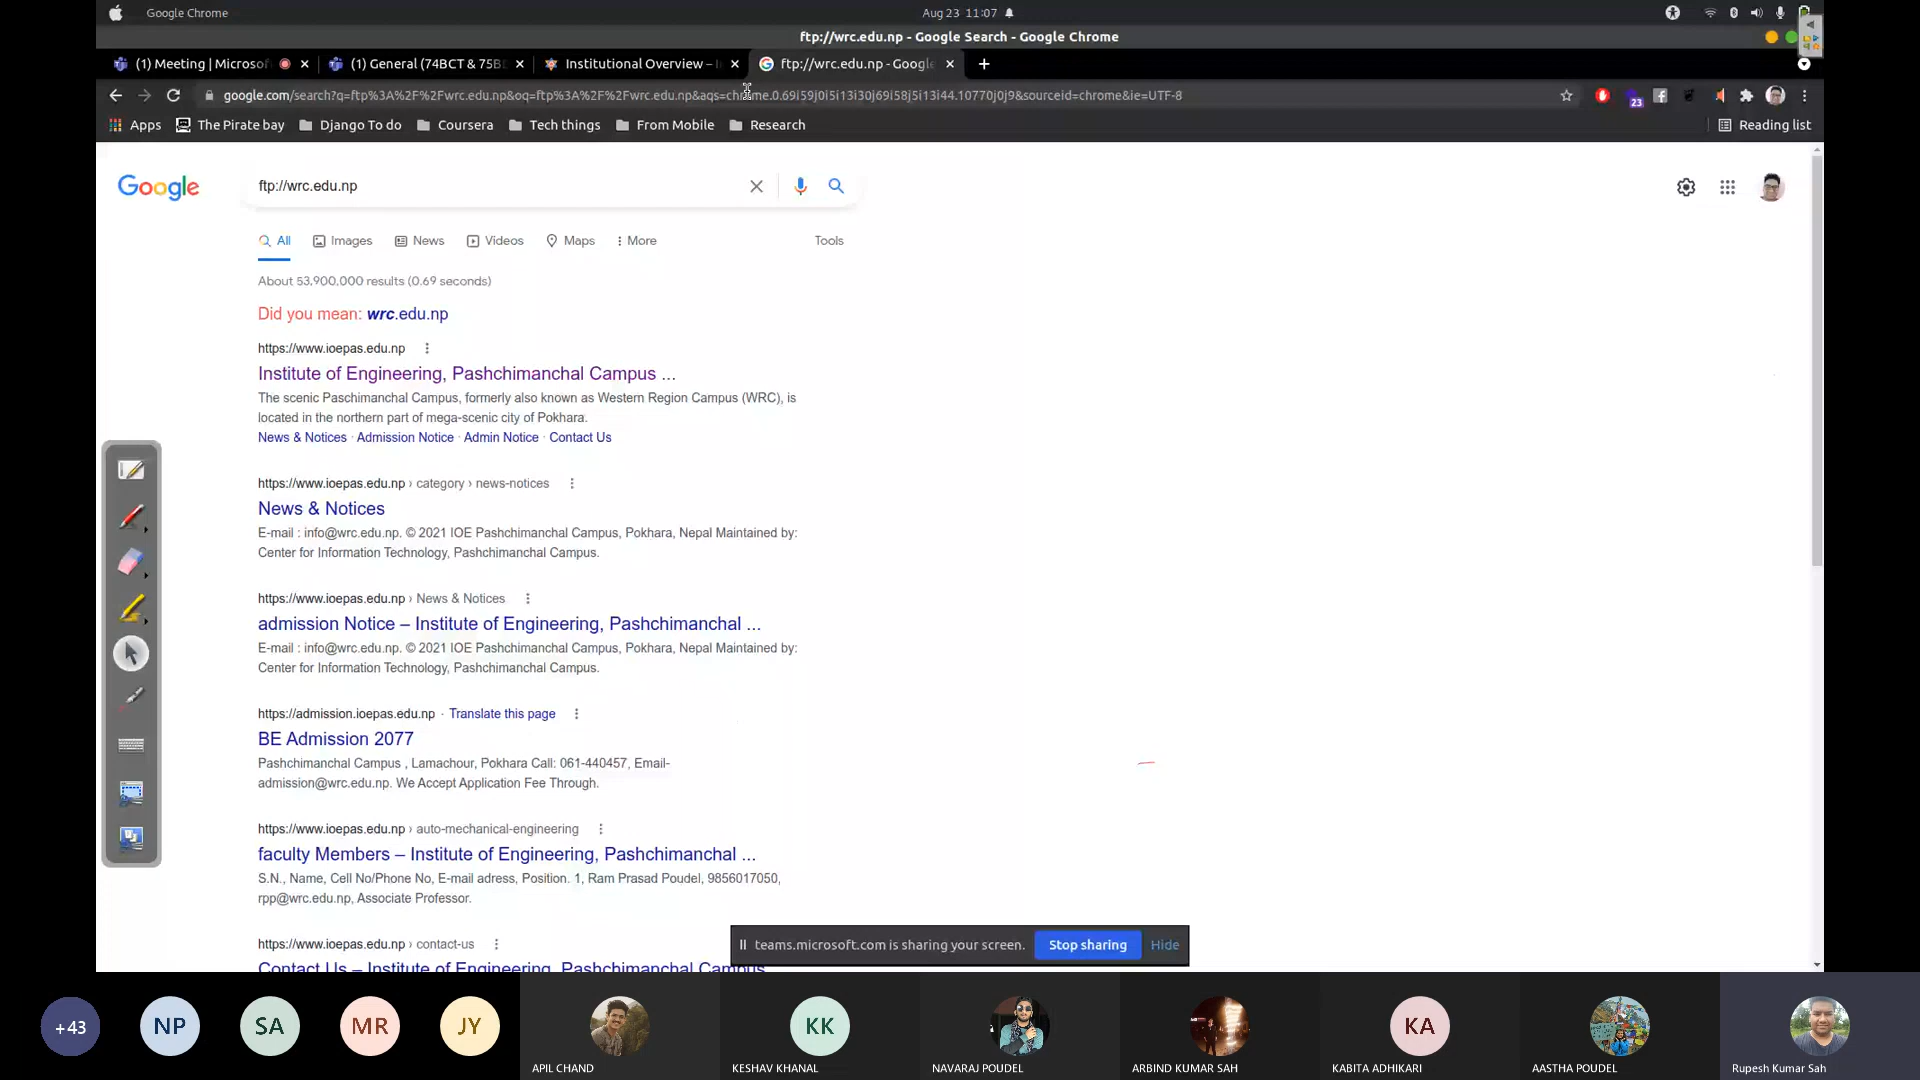 Google Chrome
Aug 23 11:07
ftp://wrc.edu.np - Google Search - Google Chrome
(1) Meeting | Microsof
(1) General (74BCT & 75B
Institutional Overview –
ftp://wrc.edu.np - Google
google.com/search?q=ftp%3A%2F%2Fwrc.edu.np&oq=ftp%3A%2F%2Fwrc.edu.np&aqs=chrome.0.69i59j0i5i13i30j69i58j5i13i44.10770j0j9&sourceid=chrome&ie=UTF-8
23
Apps
The Pirate bay
Django To do
Coursera
Tech things
From Mobile
Research
Reading list
Google
ftp://wrc.edu.np
All
Images
News
Videos
Maps
More
Tools
About 53,900,000 results (0.69 seconds)
Did you mean: wrc.edu.np
https://www.ioepas.edu.np
Institute of Engineering, Pashchimanchal Campus ...
The scenic Paschimanchal Campus, formerly also known as Western Region Campus (WRC), is
located in the northern part of mega-scenic city of Pokhara.
News & Notices · Admission Notice · Admin Notice · Contact Us
https://www.ioepas.edu.np › category › news-notices
News & Notices
E-mail : info@wrc.edu.np. © 2021 IOE Pashchimanchal Campus, Pokhara, Nepal Maintained by:
Center for Information Technology, Pashchimanchal Campus.
https://www.ioepas.edu.np › News & Notices
admission Notice – Institute of Engineering, Pashchimanchal ...
E-mail : info@wrc.edu.np. © 2021 IOE Pashchimanchal Campus, Pokhara, Nepal Maintained by:
Center for Information Technology, Pashchimanchal Campus.
https://admission.ioepas.edu.np · Translate this page
BE Admission 2077
Pashchimanchal Campus , Lamachour, Pokhara Call: 061-440457, Email-
admission@wrc.edu.np. We Accept Application Fee Through.
https://www.ioepas.edu.np › auto-mechanical-engineering
faculty Members – Institute of Engineering, Pashchimanchal ...
S.N., Name, Cell No/Phone No, E-mail adress, Position. 1, Ram Prasad Poudel, 9856017050,
rpp@wrc.edu.np, Associate Professor.
https://www.ioepas.edu.np › contact-us
Contact Us – Institute of Engineering, Pashchimanchal Campus
teams.microsoft.com is sharing your screen.
Stop sharing
Hide
+43
NP
SA
MR
JY
KK
KA
APIL CHAND
KESHAV KHANAL
NAVARAJ POUDEL
ARBIND KUMAR SAH
KABITA ADHIKARI
AASTHA POUDEL
Rupesh Kumar Sah